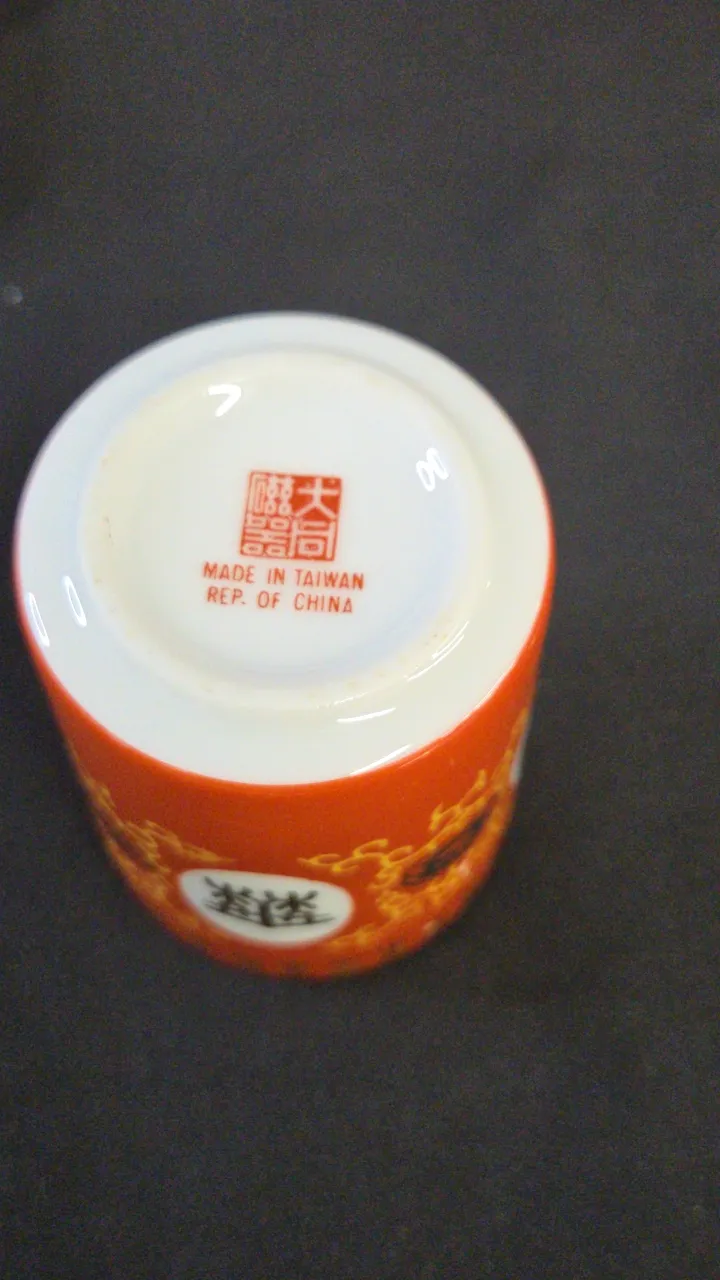 大同
磁器
MADE IN TAIWAN
REP. OF CHINA